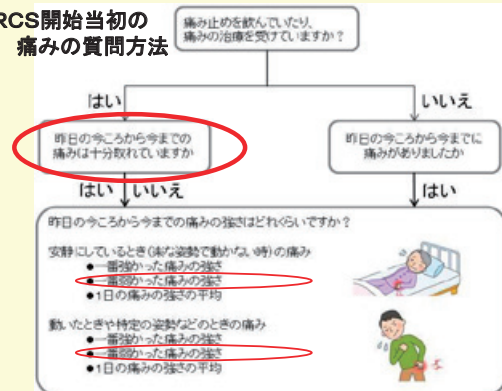 RCS開始当初の
痛みの質問方法
痛み止めを飲んでいたり、
痛みの治療を受けていますか？
はい
いいえ
昨日の今ころから今までの
痛みは十分取れていますか
昨日の今ころから今までに
痛みがありましたか
はい
いいえ
はい
昨日の今ころから今までの痛みの強さはどれくらいですか？
安静にしているとき（楽な姿勢で動かない時）の痛み
●一番強かった痛みの強さ
●一番弱かった痛みの強さ
●1日の痛みの強さの平均
動いたときや特定の姿勢などのときの痛み
●一番強かった痛みの強さ
●一番弱かった痛みの強さ
●1日の痛みの強さの平均